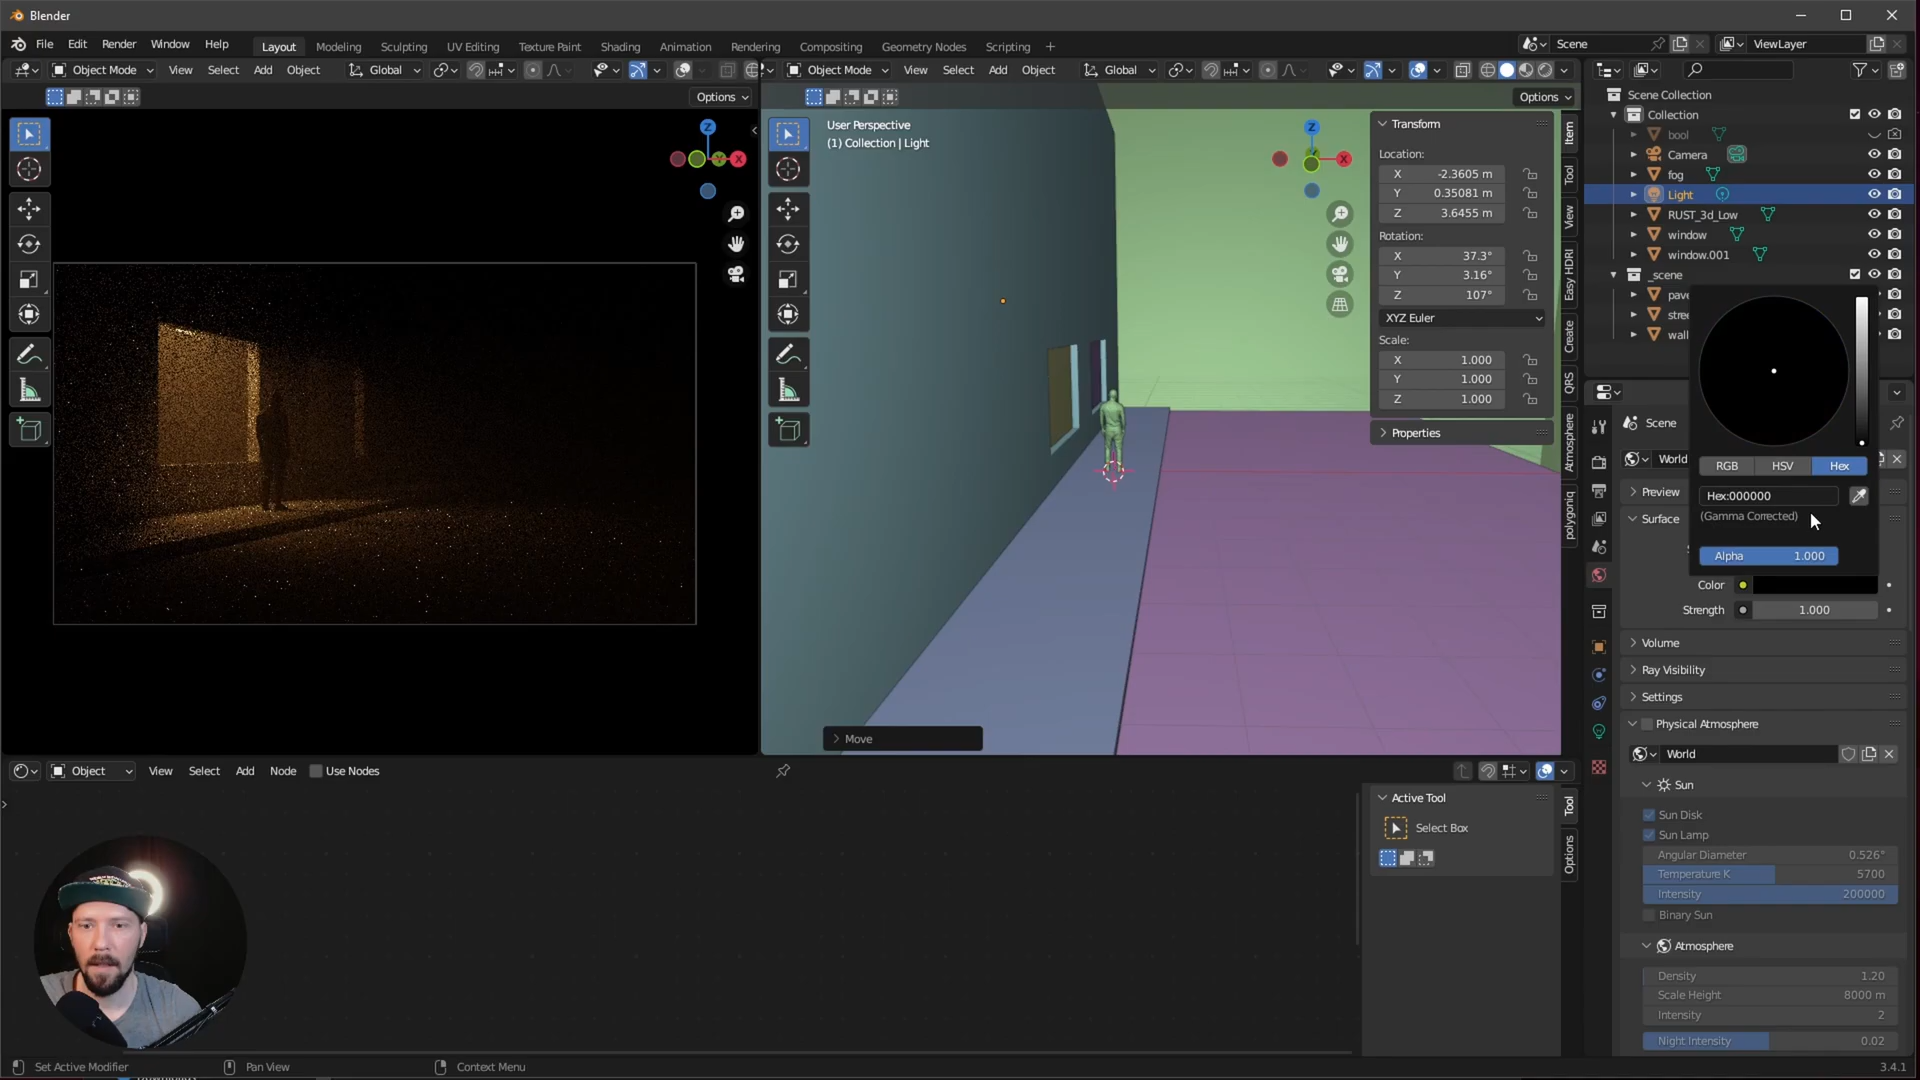 Blender
File Edit Render Window Help Layout Modeling Sculpting UV Editing Texture Paint Shading Animation Rendering Compositing Geometry Nodes Scripting + Scene ViewLayer
Object Mode View Select Add Object Global
Object Mode View Select Add Object Global
Options
Options
User Perspective
(1) Collection | Light
X
Z
X
Z
Transform
Location:
X -2.3605 m
Y 0.35081 m
Z 3.6455 m
Rotation:
X 37.3°
Y 3.16°
Z 107°
XYZ Euler
Scale:
X 1.000
Y 1.000
Z 1.000
Properties
Item
Tool
View
Easy HDRI
Create
QRS
Atmosphere
polygoniq
Move
Scene Collection
Collection
bool
Camera
fog
Light
RUST_3d_Low
window
window.001
_scene
pave
stree
wall
Scene
World
Preview
Surface
RGB HSV Hex
Hex:000000
(Gamma Corrected)
Alpha 1.000
Color
Strength 1.000
Volume
Ray Visibility
Settings
Physical Atmosphere
World
Sun
Sun Disk
Sun Lamp
Angular Diameter 0.526°
Temperature K 5700
Intensity 200000
Binary Sun
Atmosphere
Density 1.20
Scale Height 8000 m
Intensity 2
Night Intensity 0.02
Object View Select Add Node Use Nodes
Active Tool
Select Box
Tool
Options
Set Active Modifier
Pan View
Context Menu
3.4.1